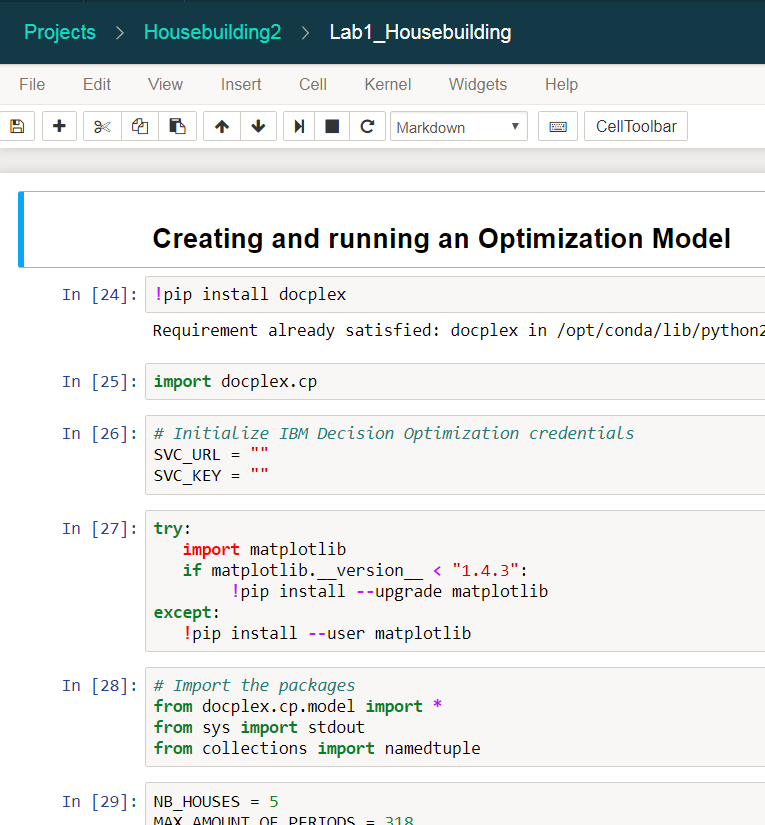 Projects > Housebuilding2 > Lab1_Housebuilding
File Edit View Insert Cell Kernel Widgets Help
Markdown CellToolbar
Creating and running an Optimization Model
In [24]: !pip install docplex
Requirement already satisfied: docplex in /opt/conda/lib/python2
In [25]: import docplex.cp
In [26]: # Initialize IBM Decision Optimization credentials
SVC_URL = ""
SVC_KEY = ""
In [27]: try:
import matplotlib
if matplotlib.__version__ < "1.4.3":
!pip install --upgrade matplotlib
except:
!pip install --user matplotlib
In [28]: # Import the packages
from docplex.cp.model import *
from sys import stdout
from collections import namedtuple
In [29]: NB_HOUSES = 5
MAX_AMOUNT_OF_PERIODS = 318